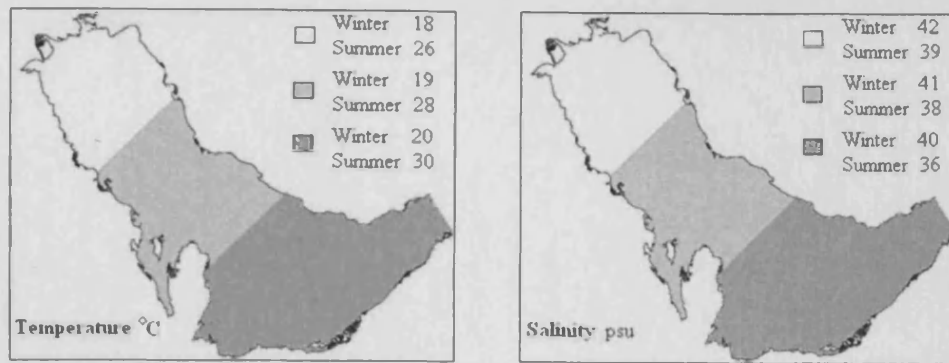 Winter 18
Summer 26
Winter 19
Summer 28
Winter 20
Summer 30
Temperature °C
Winter 42
Summer 39
Winter 41
Summer 38
Winter 40
Summer 36
Salinity psu